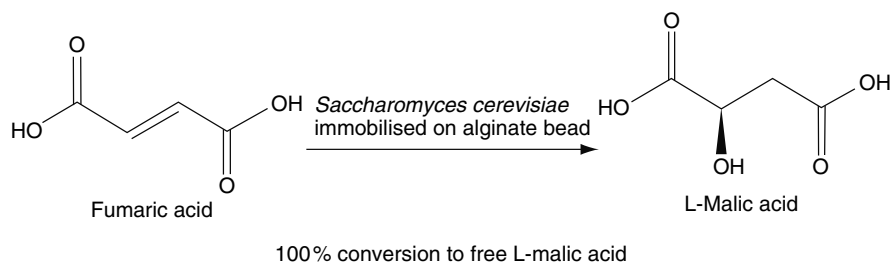 O
O
HO
OH
O
Fumaric acid
Saccharomyces cerevisiae
immobilised on alginate bead
O
HO
OH
OH
O
L-Malic acid
100% conversion to free L-malic acid